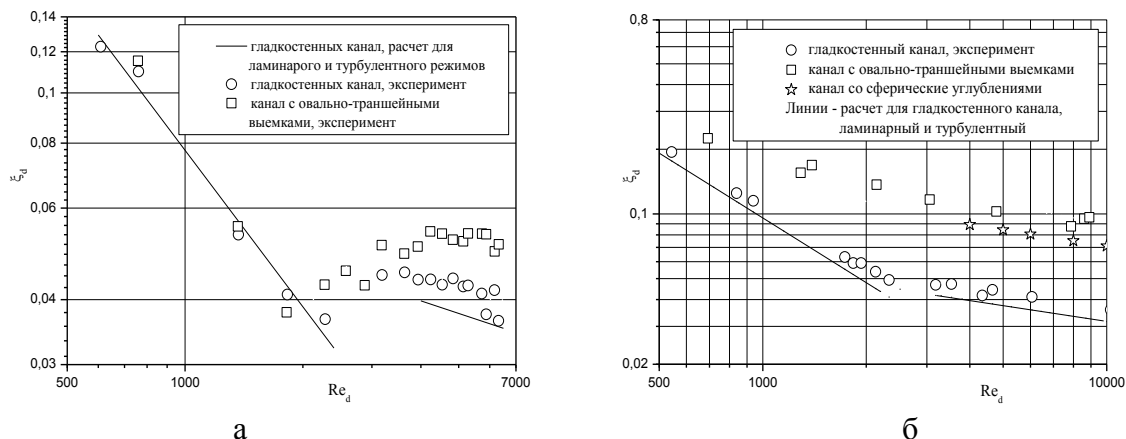 0,14
0,12
0,1
0,08
0,06
0,04
0,03
ξd
500
1000
7000
Red
гладкостенных канал, расчет для
ламинарого и турбулентного режимов
гладкостенных канал, эксперимент
канал с овально-траншейными
выемками, эксперимент
а
0,8
0,1
0,02
ξd
500
1000
10000
Red
гладкостенный канал, эксперимент
канал с овально-траншейными выемками
канал со сферические углублениями
Линии - расчет для гладкостенного канала,
ламинарный и турбулентный
б